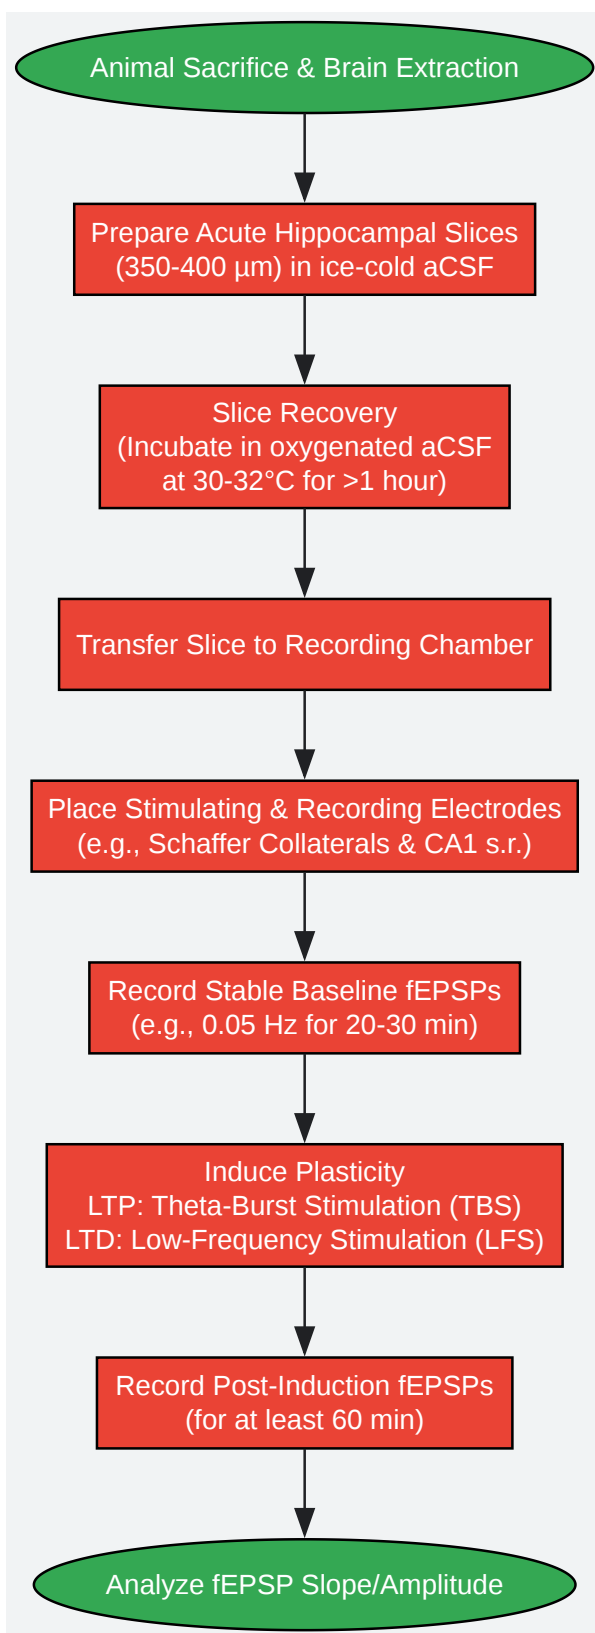 Animal Sacrifice & Brain Extraction
Prepare Acute Hippocampal Slices
(350-400 µm) in ice-cold aCSF
Slice Recovery
(Incubate in oxygenated aCSF
at 30-32°C for >1 hour)
Transfer Slice to Recording Chamber
Place Stimulating & Recording Electrodes
(e.g., Schaffer Collaterals & CA1 s.r.)
Record Stable Baseline fEPSPs
(e.g., 0.05 Hz for 20-30 min)
Induce Plasticity
LTP: Theta-Burst Stimulation (TBS)
LTD: Low-Frequency Stimulation (LFS)
Record Post-Induction fEPSPs
(for at least 60 min)
Analyze fEPSP Slope/Amplitude